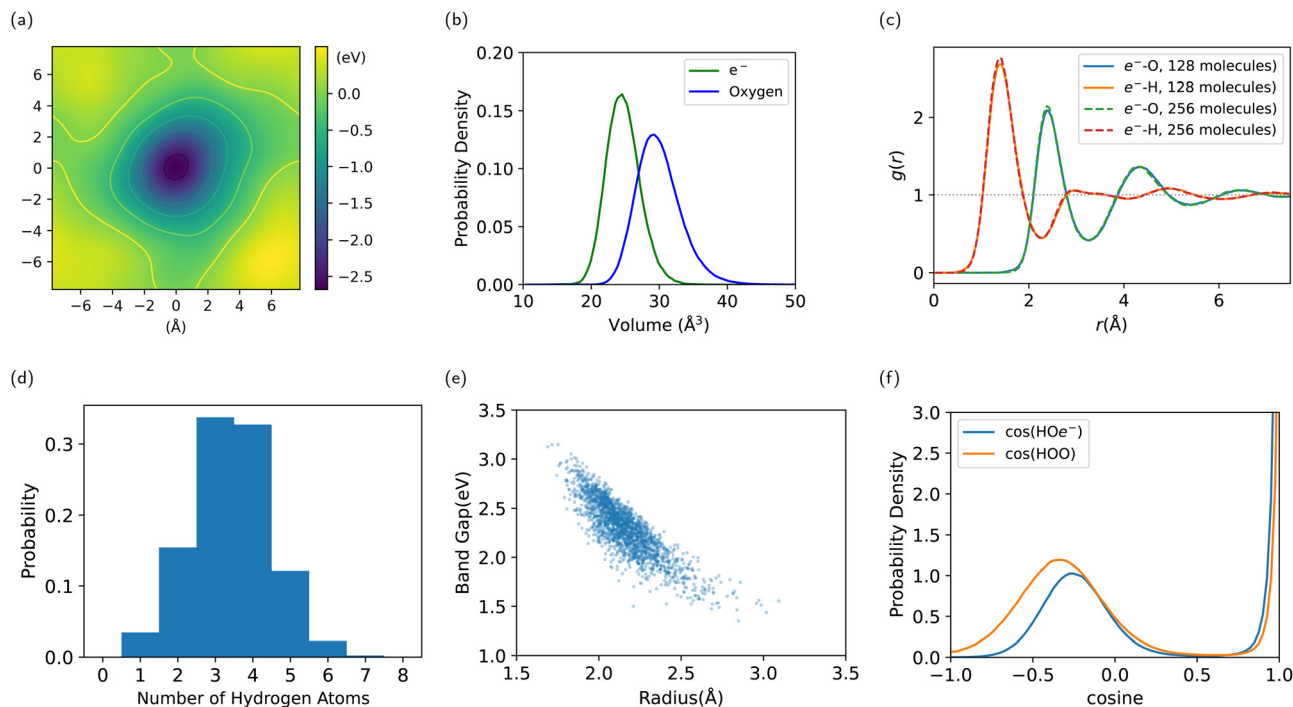 (a)
6
4
2
0
−2
−4
−6
−6 −4 −2 0 2 4 6
(Å)
(eV)
0.0
−0.5
−1.0
−1.5
−2.0
−2.5
(b)
0.20
0.15
0.10
0.05
0.00
Probability Density
10 20 30 40 50
Volume (Å³)
e⁻
Oxygen
(c)
2
1
0
g(r)
0 2 4 6
r(Å)
e⁻-O, 128 molecules)
e⁻-H, 128 molecules)
e⁻-O, 256 molecules)
e⁻-H, 256 molecules)
(d)
0.3
0.2
0.1
0.0
Probability
0 1 2 3 4 5 6 7 8
Number of Hydrogen Atoms
(e)
3.5
3.0
2.5
2.0
1.5
1.0
Band Gap(eV)
1.5 2.0 2.5 3.0 3.5
Radius(Å)
(f)
3.0
2.5
2.0
1.5
1.0
0.5
0.0
Probability Density
−1.0 −0.5 0.0 0.5 1.0
cosine
cos(HOe⁻)
cos(HOO)